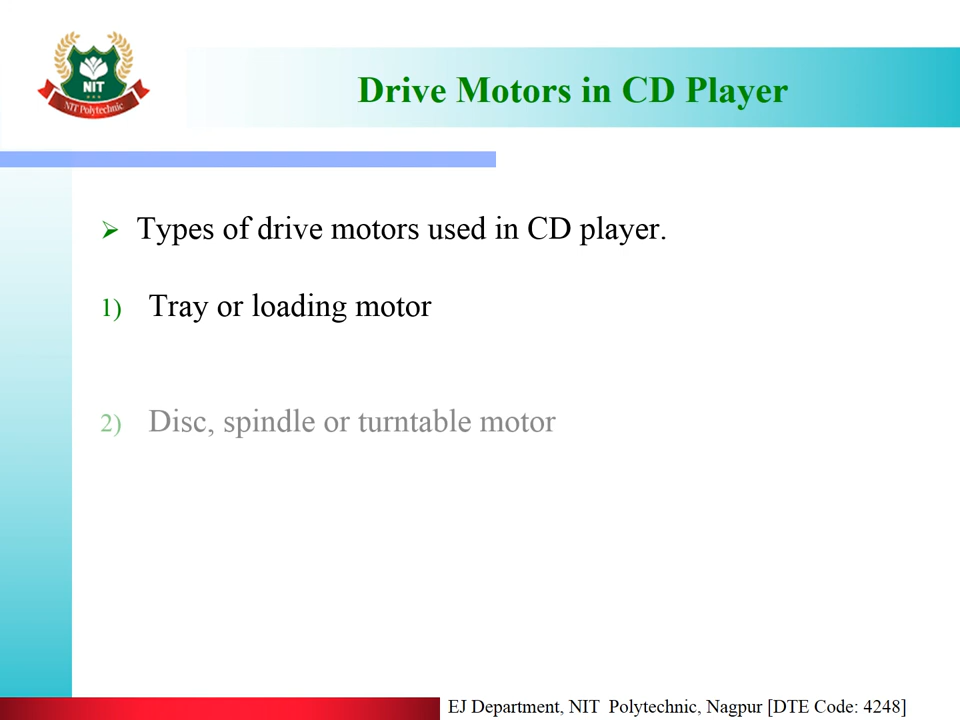 NIT
NIT Polytechnic
Drive Motors in CD Player
Types of drive motors used in CD player.
1) Tray or loading motor
2) Disc, spindle or turntable motor
EJ Department, NIT Polytechnic, Nagpur [DTE Code: 4248]